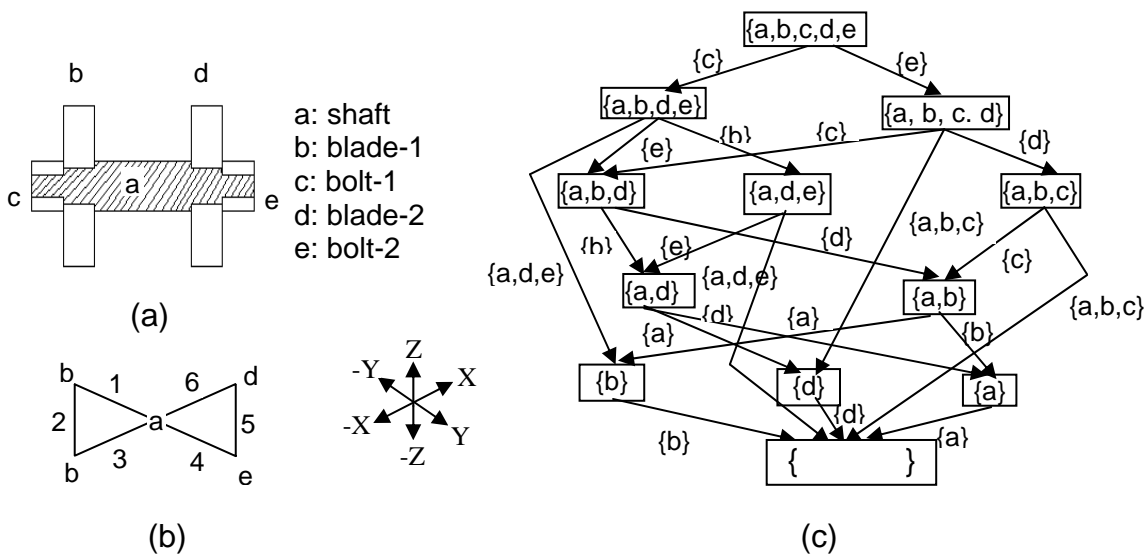 b d
a
c e
a: shaft
b: blade-1
c: bolt-1
d: blade-2
e: bolt-2
(a)
b 1 6 d
2 a 5
b 3 4 e
(b)
Z
-Y X
-X Y
-Z
{a,b,c,d,e
{c} {e}
{a,b,d,e} {a, b, c. d}
{e} {b} {c} {d}
{a,b,d} {a,d,e} {a,b,c}
{b} {e} {d} {a,b,c} {c}
{a,d,e} {a,d} {a,d,e} {a,b} {a,b,c}
{a} {d} {a} {b}
{b} {d} {a}
{b} {d} {a}
{ }
(c)